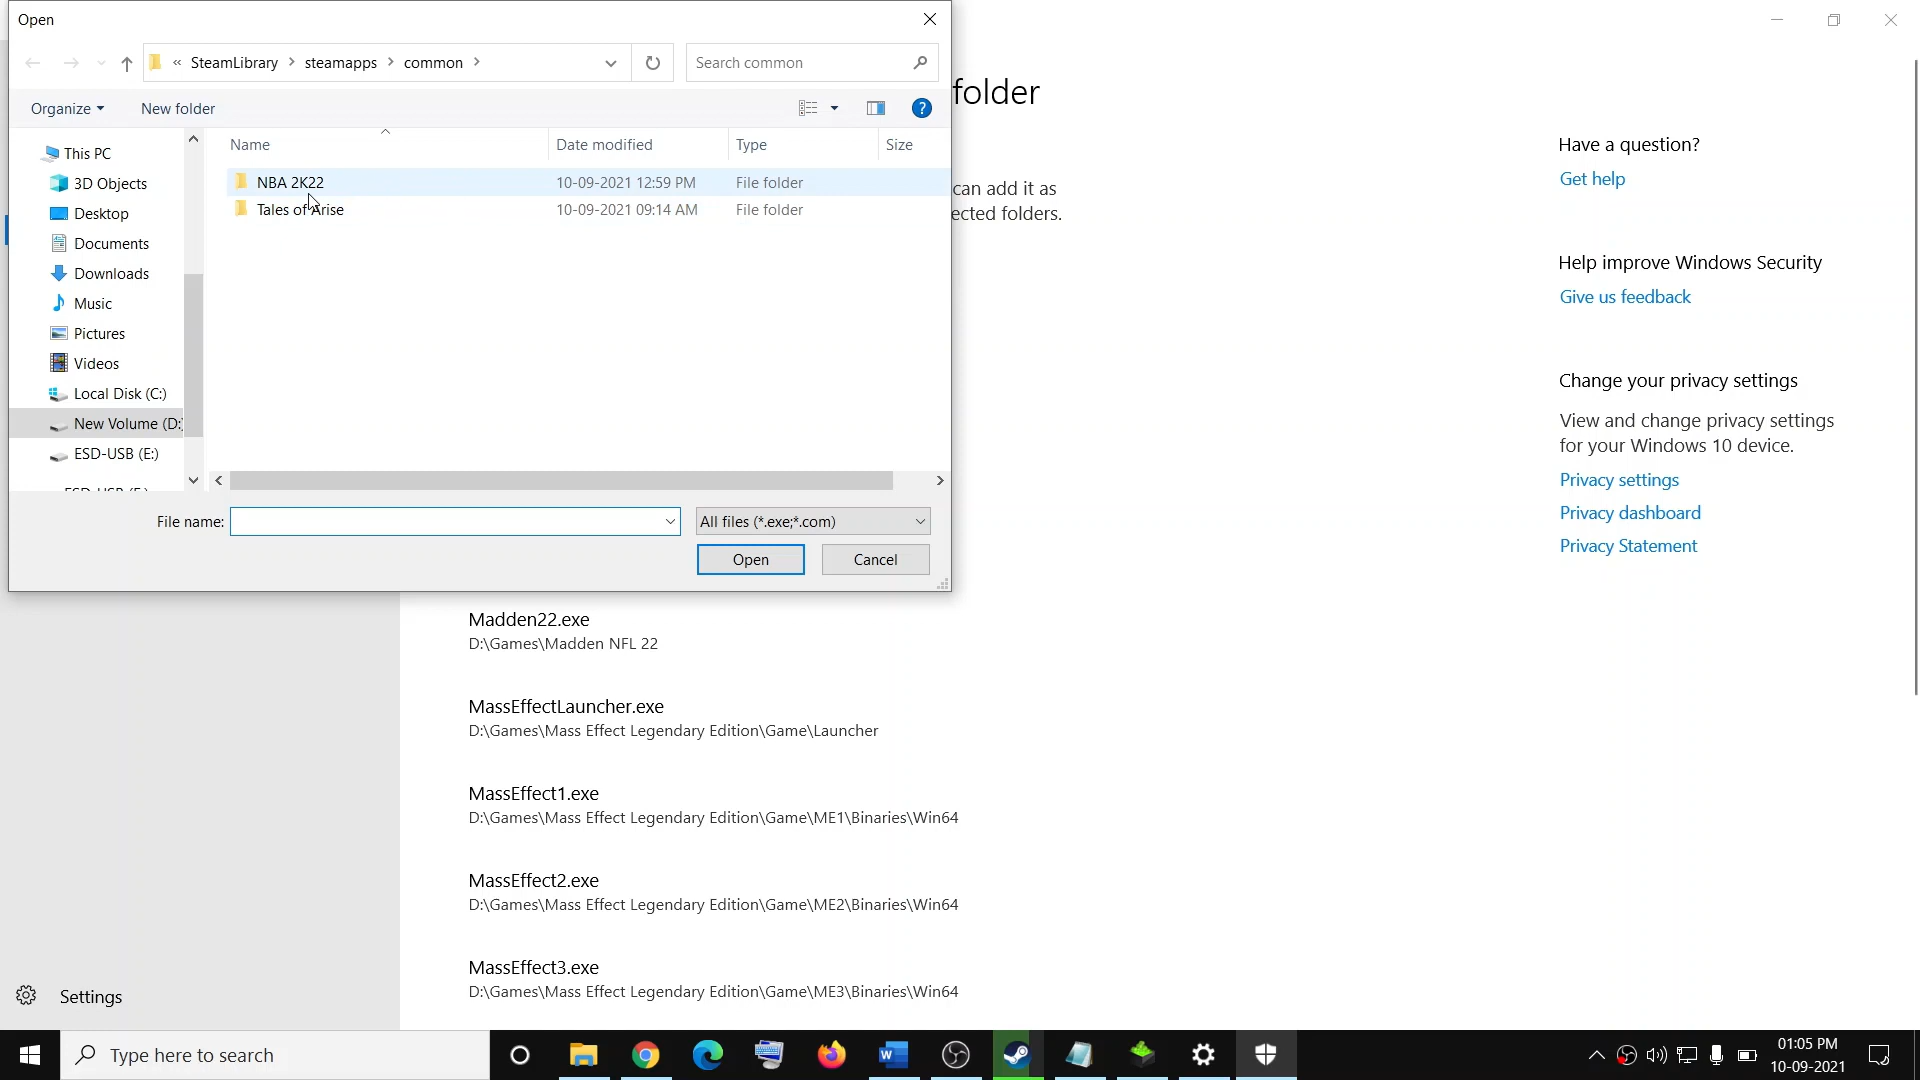 Open
« SteamLibrary > steamapps > common >
Search common
Organize
New folder
Name
Date modified
Type
Size
This PC
3D Objects
Desktop
Documents
Downloads
Music
Pictures
Videos
Local Disk (C:)
New Volume (D:)
ESD-USB (E:)
NBA 2K22 10-09-2021 12:59 PM File folder
Tales of Arise 10-09-2021 09:14 AM File folder
File name:
All files (*.exe;*.com)
Open
Cancel
folder
can add it as
ected folders.
Madden22.exe
D:\Games\Madden NFL 22
MassEffectLauncher.exe
D:\Games\Mass Effect Legendary Edition\Game\Launcher
MassEffect1.exe
D:\Games\Mass Effect Legendary Edition\Game\ME1\Binaries\Win64
MassEffect2.exe
D:\Games\Mass Effect Legendary Edition\Game\ME2\Binaries\Win64
MassEffect3.exe
D:\Games\Mass Effect Legendary Edition\Game\ME3\Binaries\Win64
Have a question?
Get help
Help improve Windows Security
Give us feedback
Change your privacy settings
View and change privacy settings
for your Windows 10 device.
Privacy settings
Privacy dashboard
Privacy Statement
Settings
Type here to search
01:05 PM
10-09-2021